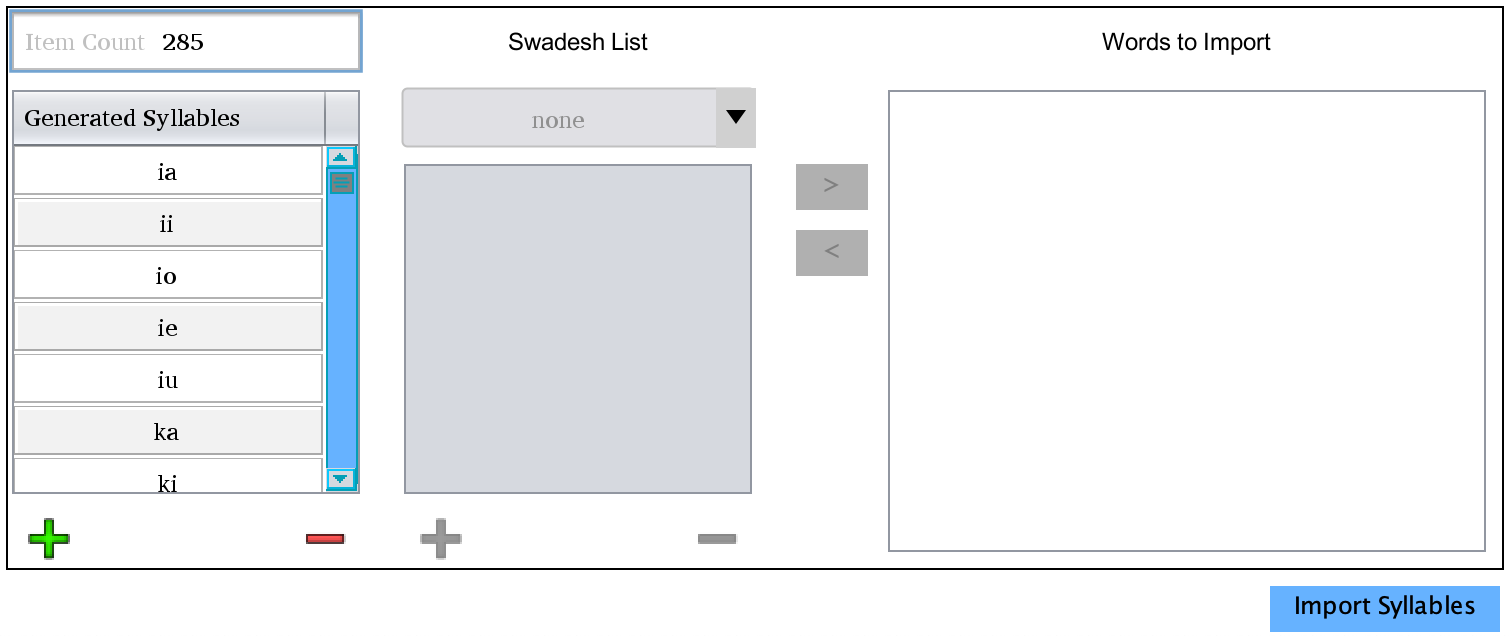 Item Count 285
Swadesh List
Words to Import
Generated Syllables
none
ia
ii
io
ie
iu
ka
ki
>
<
Import Syllables